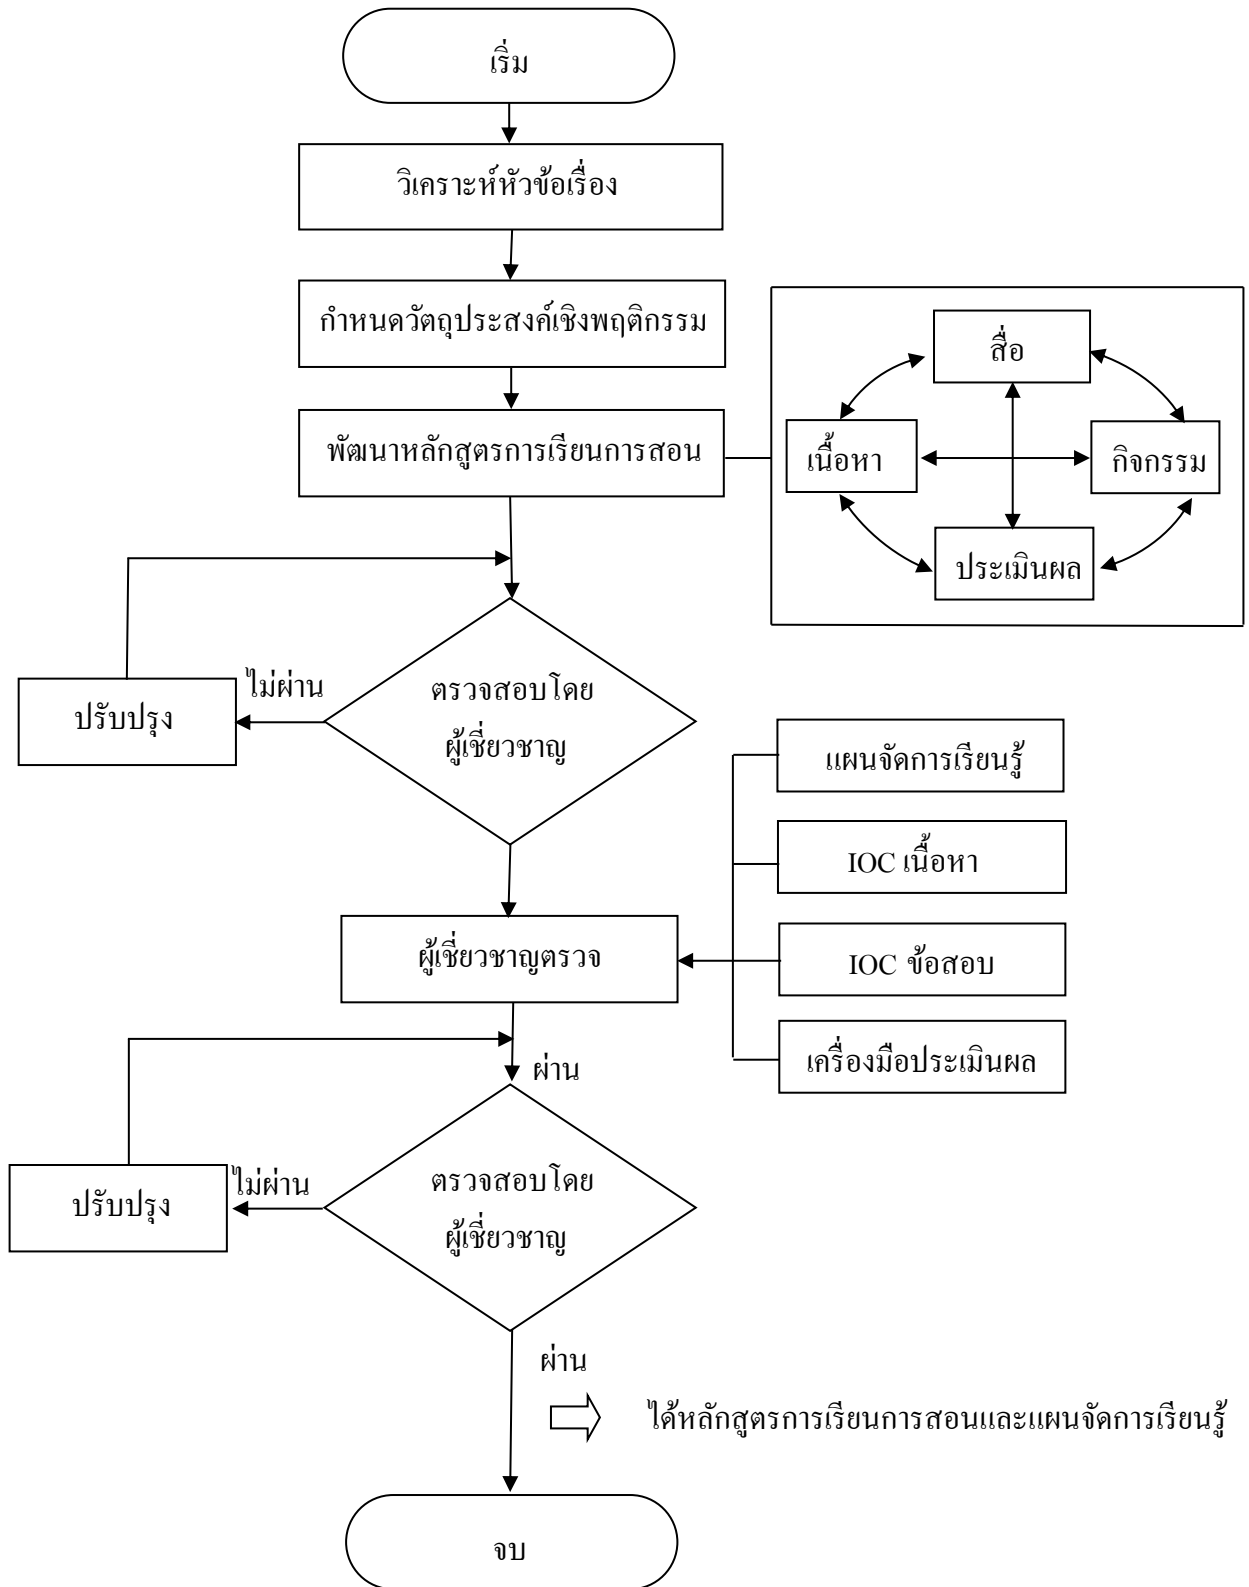 เริ่ม
วิเคราะห์หัวข้อเรื่อง
กำหนดวัตถุประสงค์เชิงพฤติกรรม
พัฒนาหลักสูตรการเรียนการสอน
สื่อ
เนื้อหา
กิจกรรม
ประเมินผล
ตรวจสอบโดย
ผู้เชี่ยวชาญ
ไม่ผ่าน
ปรับปรุง
แผนจัดการเรียนรู้
IOC เนื้อหา
IOC ข้อสอบ
เครื่องมือประเมินผล
ผู้เชี่ยวชาญตรวจ
ผ่าน
ตรวจสอบโดย
ผู้เชี่ยวชาญ
ไม่ผ่าน
ปรับปรุง
ผ่าน
ได้หลักสูตรการเรียนการสอนและแผนจัดการเรียนรู้
จบ